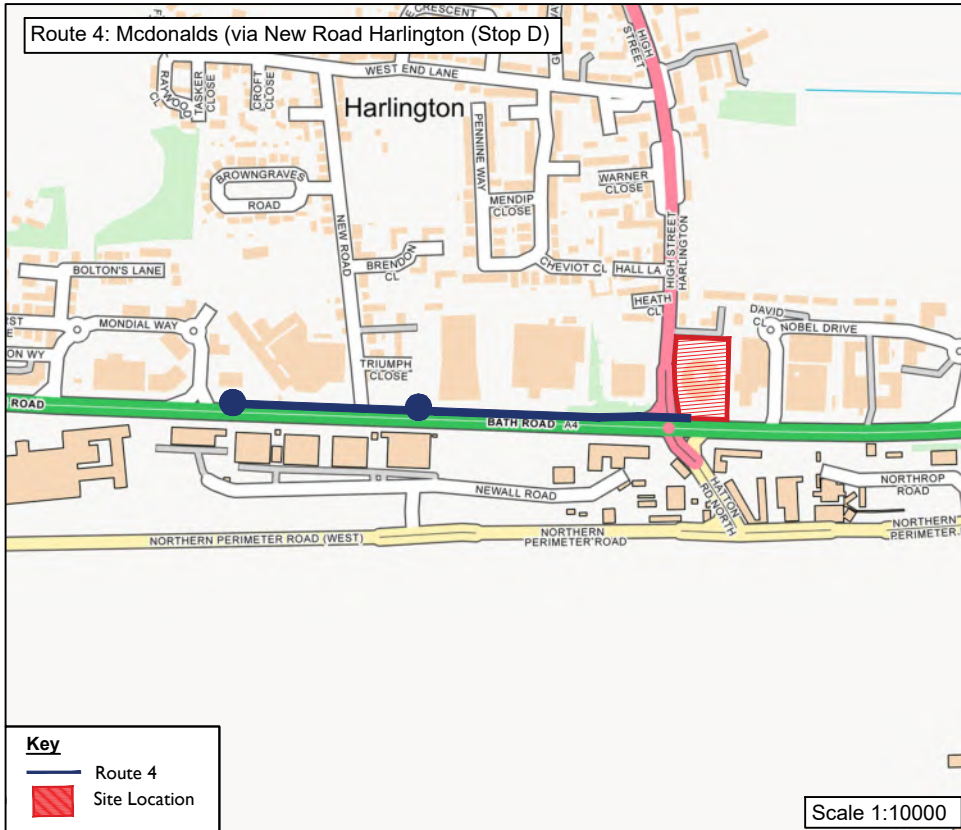 Route 4: Mcdonalds (via New Road Harlington (Stop D)
CRESCENT
HIGH
STREET
WEST END LANE
RAYWOOD
CL
TASKER
CLOSE
CROFT
CLOSE
Harlington
PENNINE WAY
WARNER
CLOSE
BROWNGRAVES
ROAD
MENDIP
CLOSE
NEW ROAD
HIGH STREET
HARLINGTON
BRENDON
CL
CHEVIOT CL
HALL LA
BOLTON'S LANE
HEATH
CL
DAVID
CL
NOBEL DRIVE
MONDIAL WAY
ON WY
TRIUMPH
CLOSE
ROAD
BATH ROAD A4
HATTON
RD NORTH
NEWALL ROAD
NORTHROP
ROAD
NORTHERN PERIMETER ROAD (WEST)
NORTHERN
PERIMETER ROAD
NORTHERN
PERIMETER
Key
Route 4
Site Location
Scale 1:10000